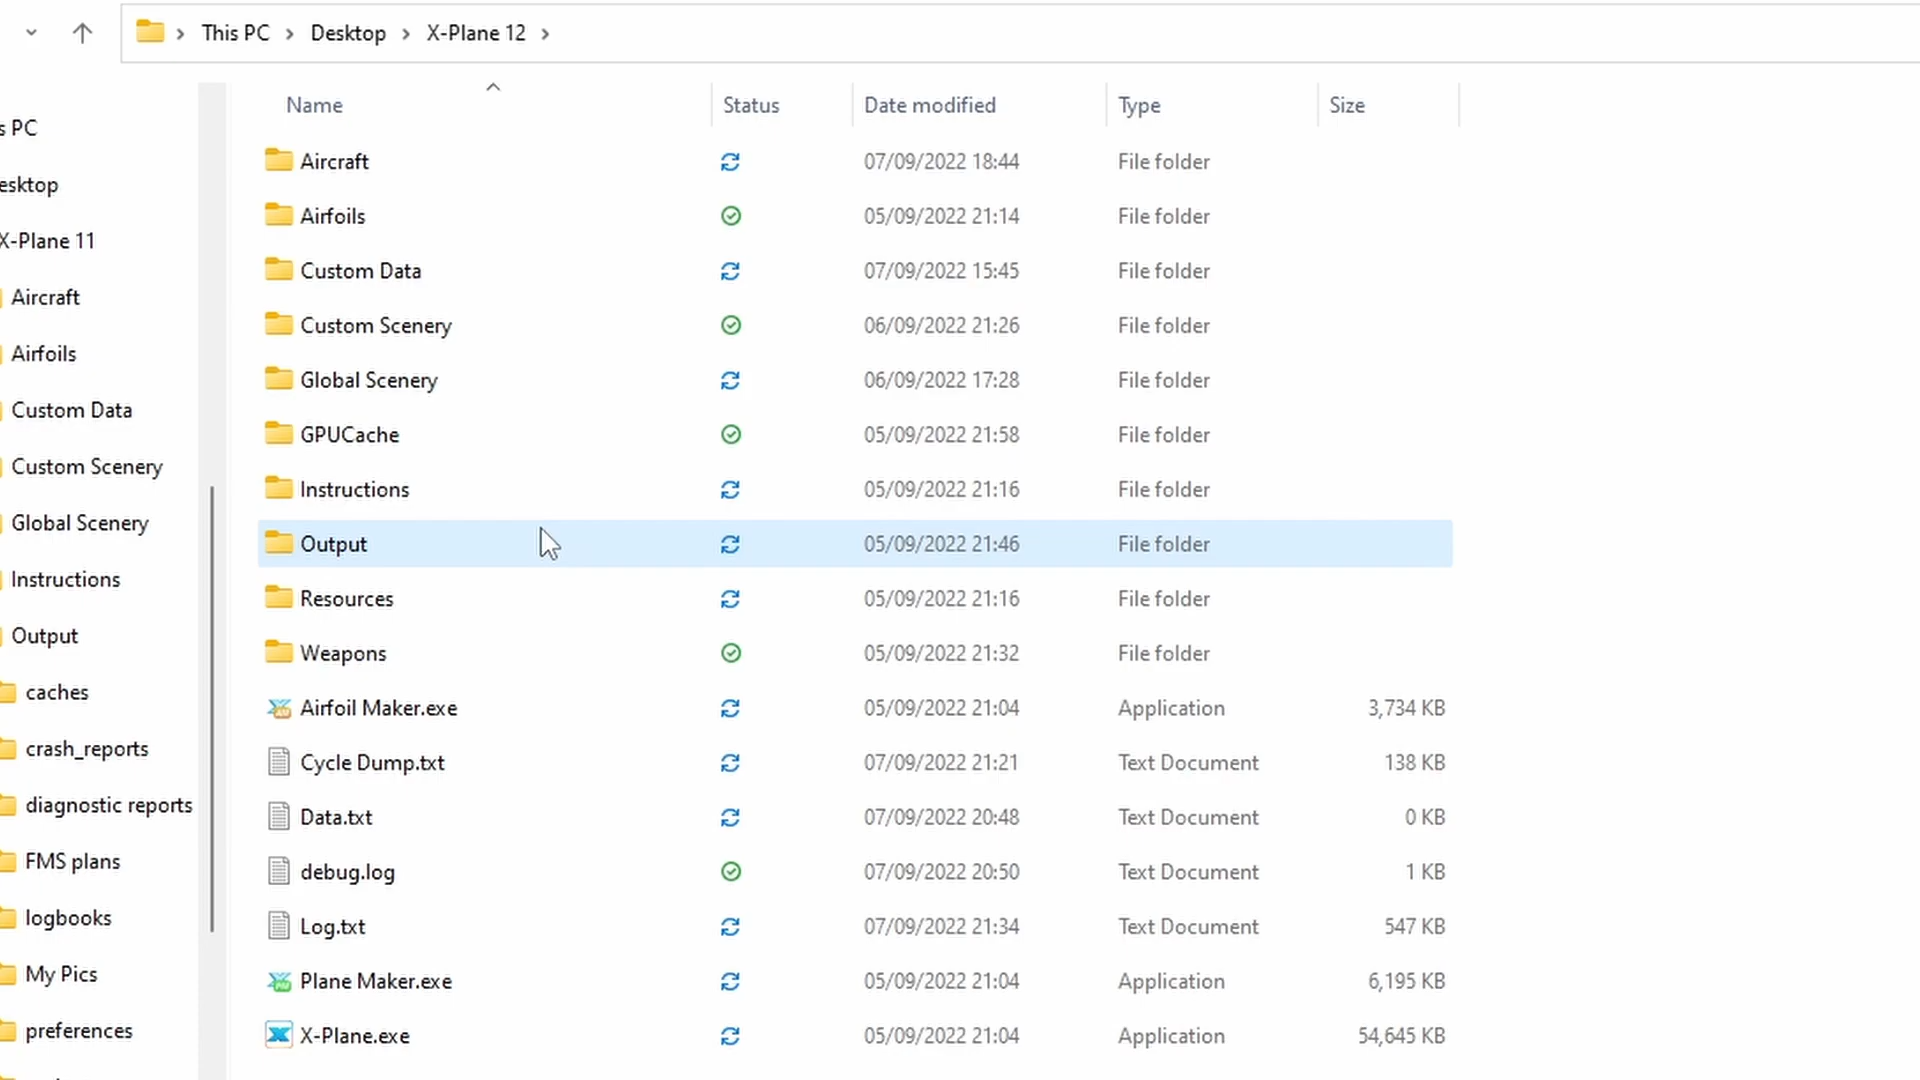 This PC > Desktop > X-Plane 12 >
Name Status Date modified Type Size
s PC
esktop
X-Plane 11
Aircraft
Airfoils
Custom Data
Custom Scenery
Global Scenery
Instructions
Output
caches
crash_reports
diagnostic reports
FMS plans
logbooks
My Pics
preferences
Aircraft 07/09/2022 18:44 File folder
Airfoils 05/09/2022 21:14 File folder
Custom Data 07/09/2022 15:45 File folder
Custom Scenery 06/09/2022 21:26 File folder
Global Scenery 06/09/2022 17:28 File folder
GPUCache 05/09/2022 21:58 File folder
Instructions 05/09/2022 21:16 File folder
Output 05/09/2022 21:46 File folder
Resources 05/09/2022 21:16 File folder
Weapons 05/09/2022 21:32 File folder
Airfoil Maker.exe 05/09/2022 21:04 Application 3,734 KB
Cycle Dump.txt 07/09/2022 21:21 Text Document 138 KB
Data.txt 07/09/2022 20:48 Text Document 0 KB
debug.log 07/09/2022 20:50 Text Document 1 KB
Log.txt 07/09/2022 21:34 Text Document 547 KB
Plane Maker.exe 05/09/2022 21:04 Application 6,195 KB
X-Plane.exe 05/09/2022 21:04 Application 54,645 KB